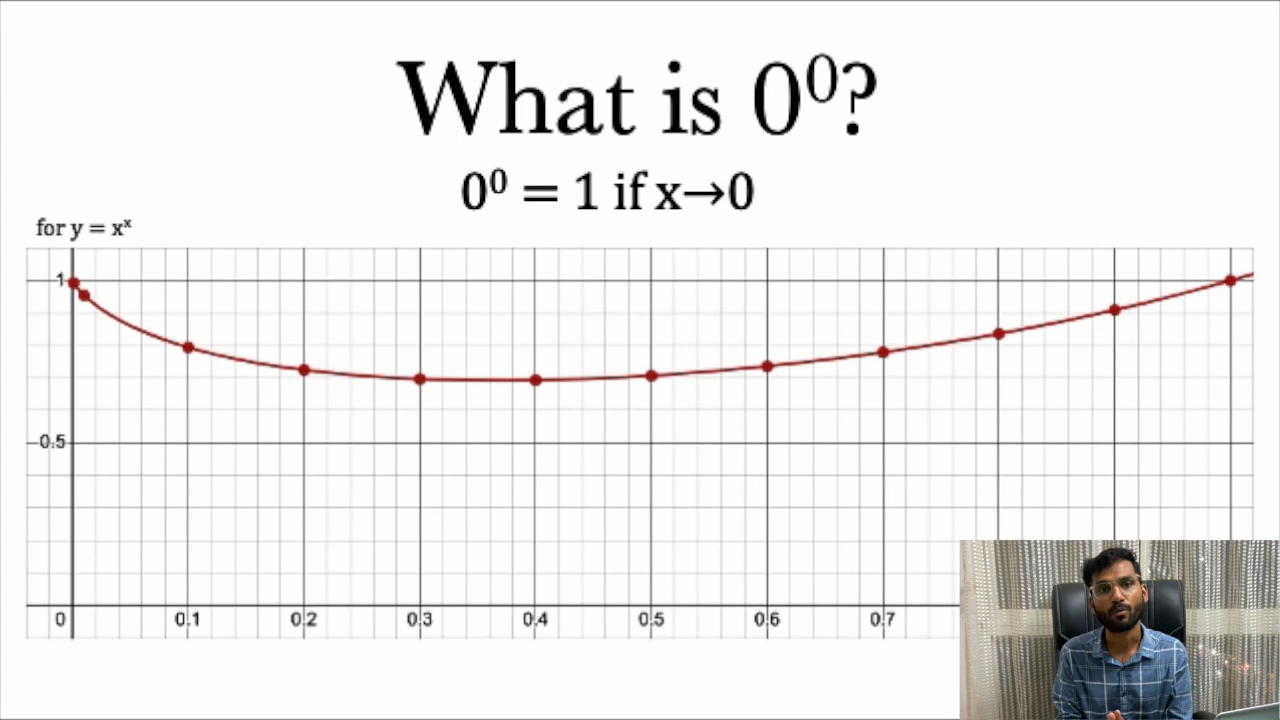 What is 0⁰?
0⁰ = 1 if x→0
for y = xˣ
1
0.5
0 0.1 0.2 0.3 0.4 0.5 0.6 0.7